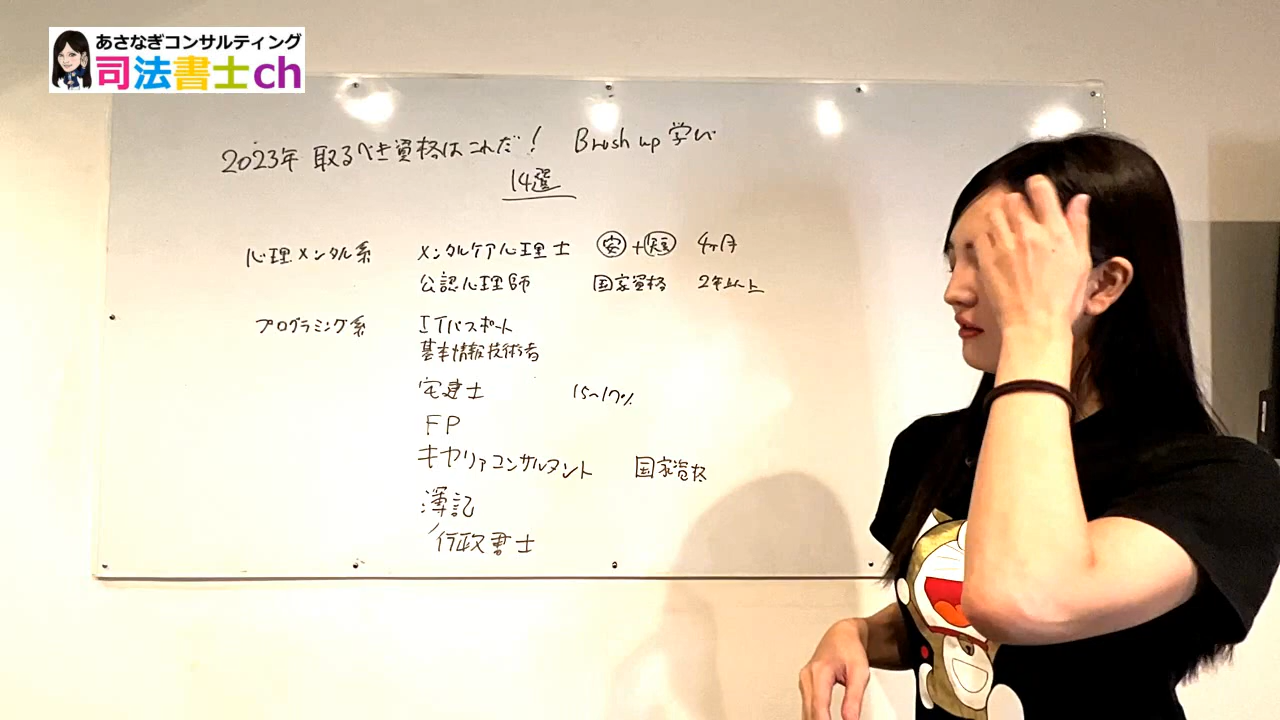 あさなぎコンサルティング
司法書士ch
2023年 取るべき資格はこれだ! Brush up 学び
14選
心理メンタル系 メンタルケア心理士 安+短 4ヶ月
公認心理師 国家資格 2年以上
プログラミング系 ITパスポート
基本情報技術者
宅建士 15~17%
FP
キャリアコンサルタント 国家資格
簿記
行政書士